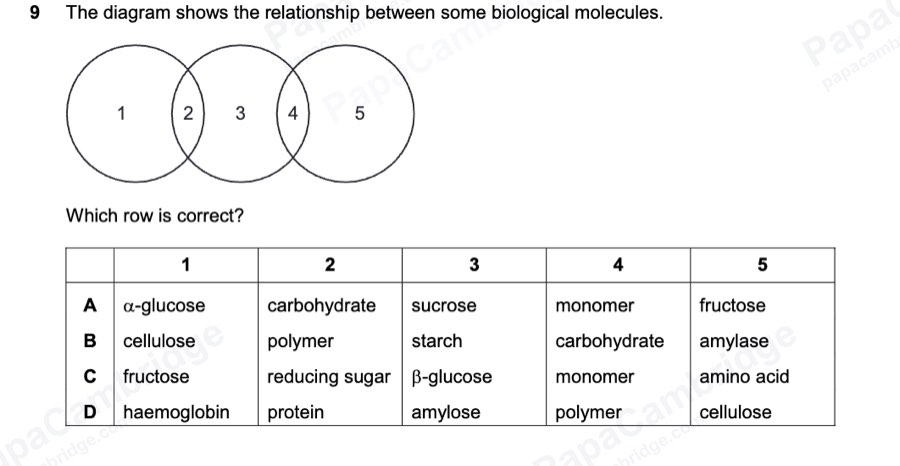 9 The diagram shows the relationship between some biological molecules.
1 2 3 4 5
Which row is correct?
1 2 3 4 5
A α-glucose carbohydrate sucrose monomer fructose
B cellulose polymer starch carbohydrate amylase
C fructose reducing sugar β-glucose monomer amino acid
D haemoglobin protein amylose polymer cellulose